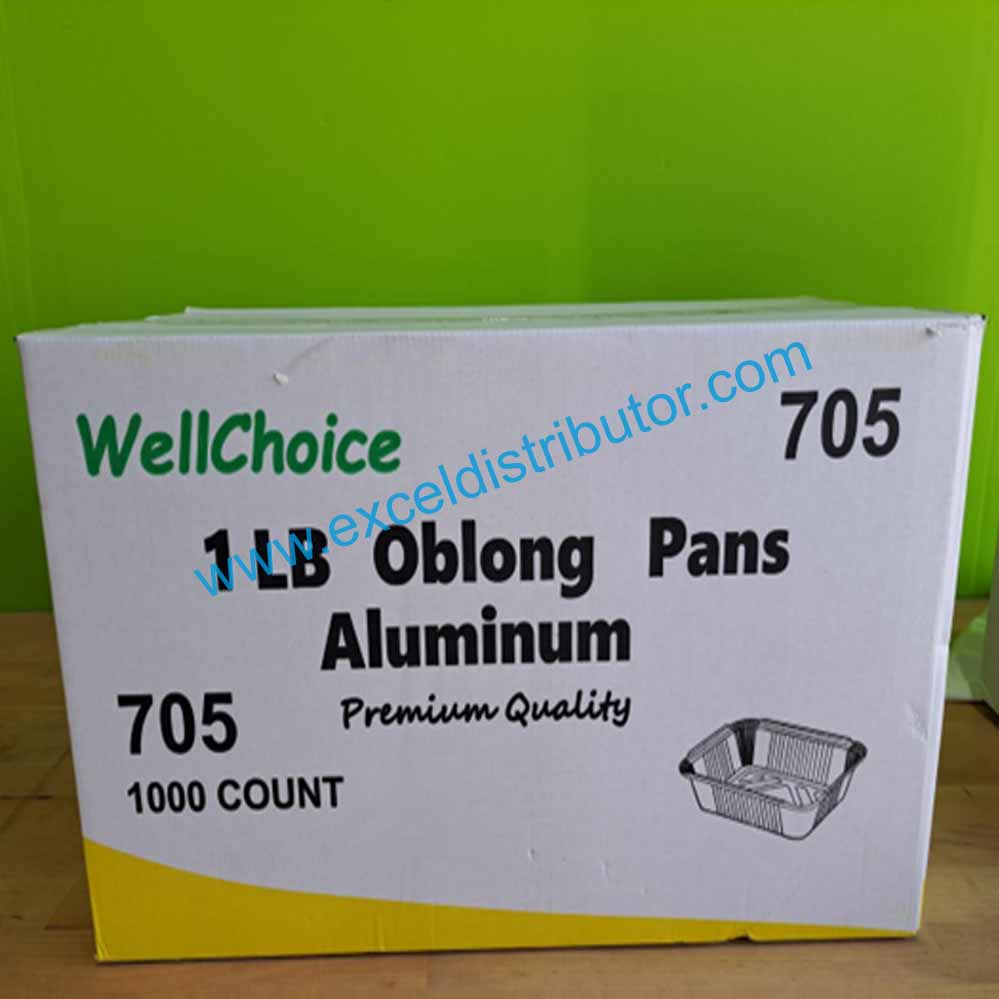 WellChoice
705
www.exceldistributor.com
1 LB Oblong Pans
Aluminum
Premium Quality
705
1000 COUNT